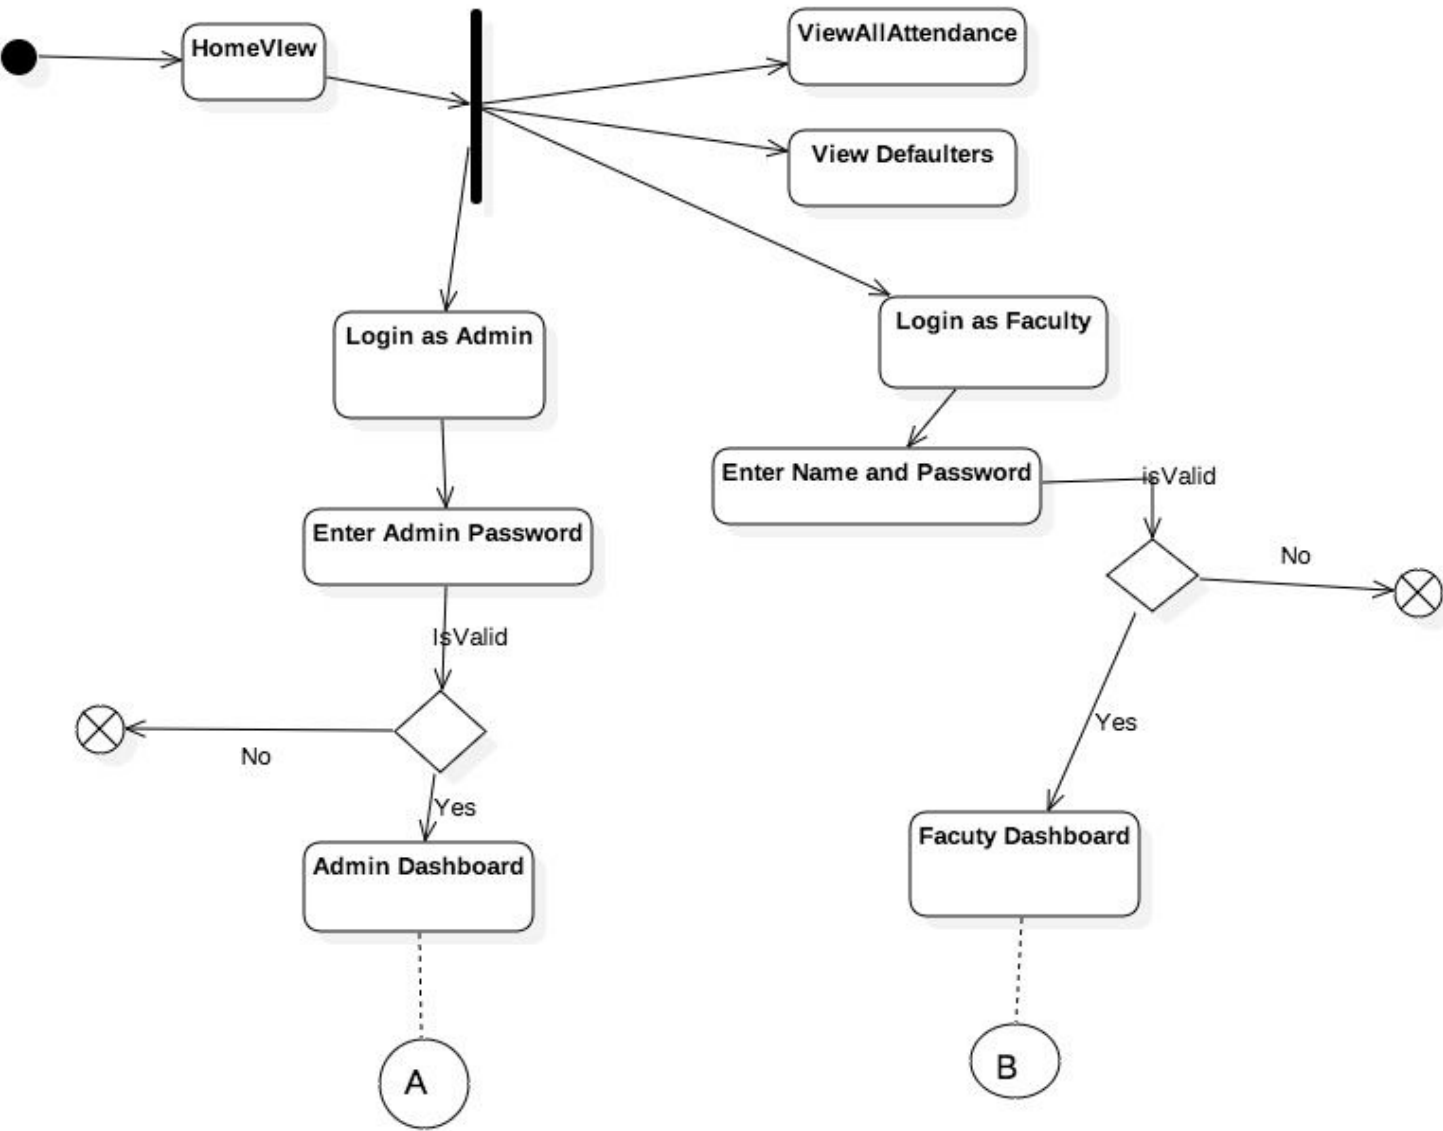 HomeVIew
ViewAllAttendance
View Defaulters
Login as Admin
Login as Faculty
Enter Name and Password
isValid
Enter Admin Password
No
IsValid
Yes
No
Yes
Facuty Dashboard
Admin Dashboard
A
B